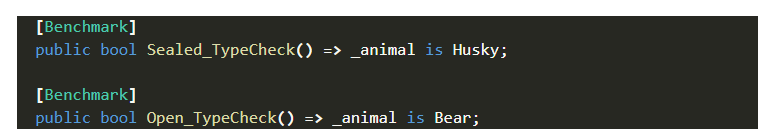 [Benchmark]
public bool Sealed_TypeCheck() => _animal is Husky;
[Benchmark]
public bool Open_TypeCheck() => _animal is Bear;